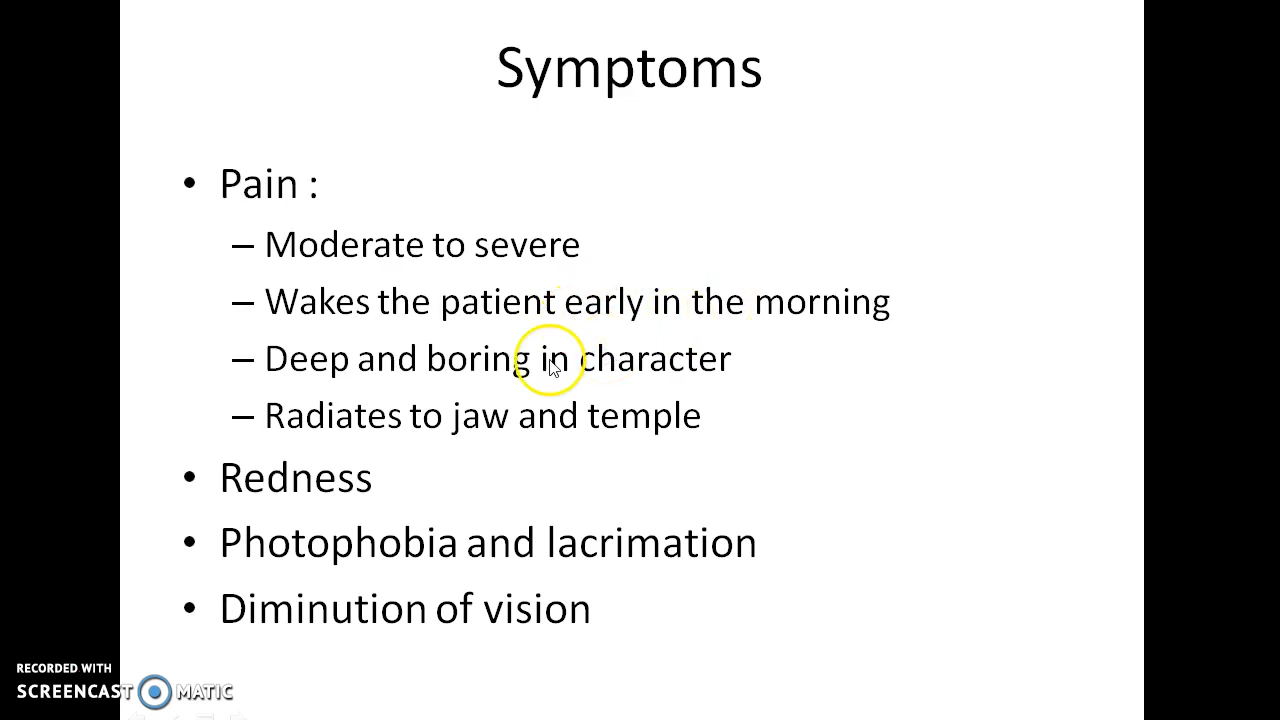 Symptoms
• Pain :
– Moderate to severe
– Wakes the patient early in the morning
– Deep and boring in character
– Radiates to jaw and temple
• Redness
• Photophobia and lacrimation
• Diminution of vision
RECORDED WITH
SCREENCAST MATIC